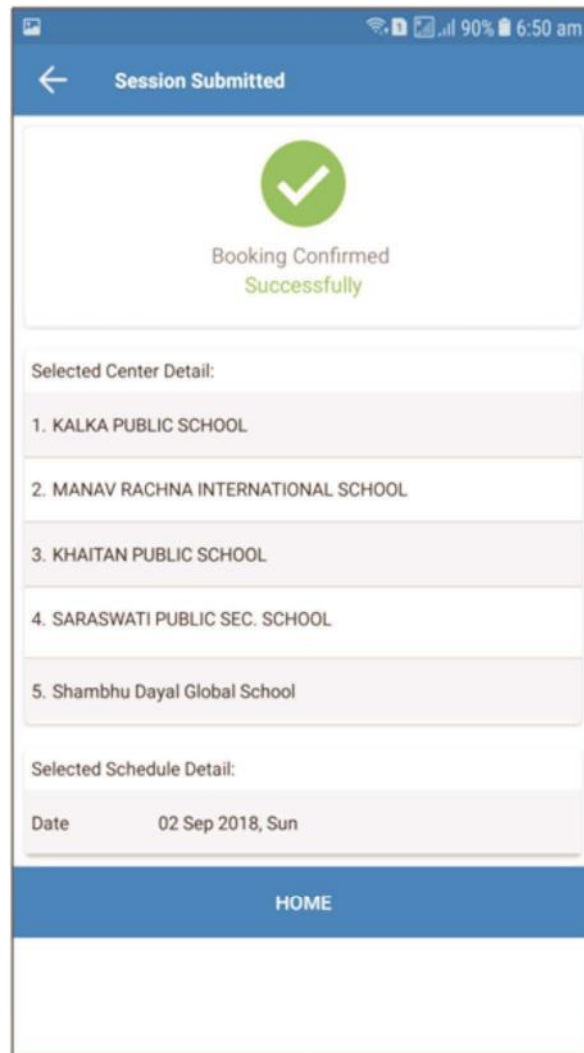 90% 6:50 am
Session Submitted
Booking Confirmed
Successfully
Selected Center Detail:
1. KALKA PUBLIC SCHOOL
2. MANAV RACHNA INTERNATIONAL SCHOOL
3. KHAITAN PUBLIC SCHOOL
4. SARASWATI PUBLIC SEC. SCHOOL
5. Shambhu Dayal Global School
Selected Schedule Detail:
Date 02 Sep 2018, Sun
HOME